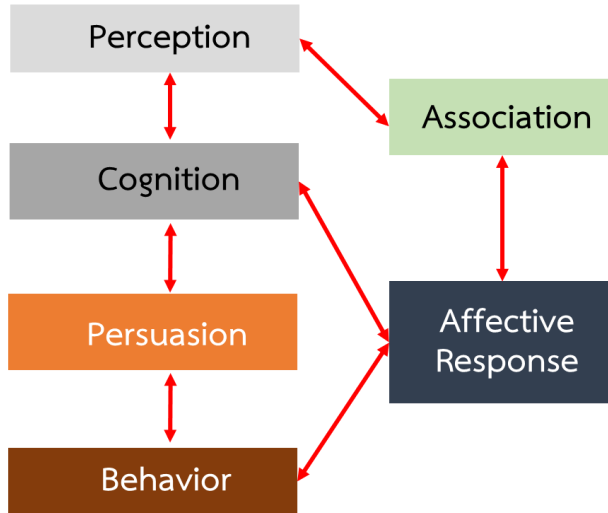 Perception
Association
Cognition
Persuasion
Affective
Response
Behavior